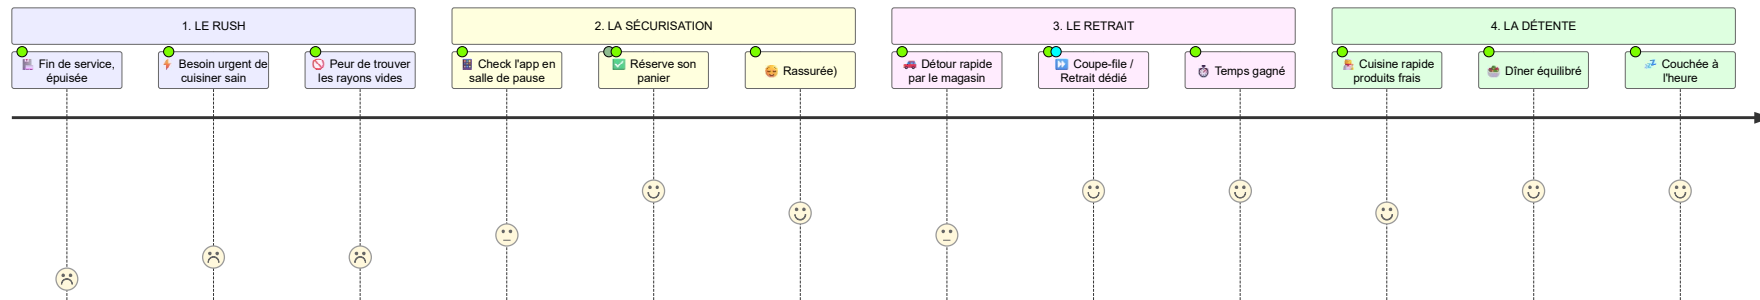 1. LE RUSH
Fin de service,
épuisée
Besoin urgent de
cuisiner sain
Peur de trouver
les rayons vides
2. LA SÉCURISATION
Check l'app en
salle de pause
Réserve son
panier
Rassurée)
3. LE RETRAIT
Détour rapide
par le magasin
Coupe-file /
Retrait dédié
Temps gagné
4. LA DÉTENTE
Cuisine rapide
produits frais
Dîner équilibré
Couchée à
l'heure